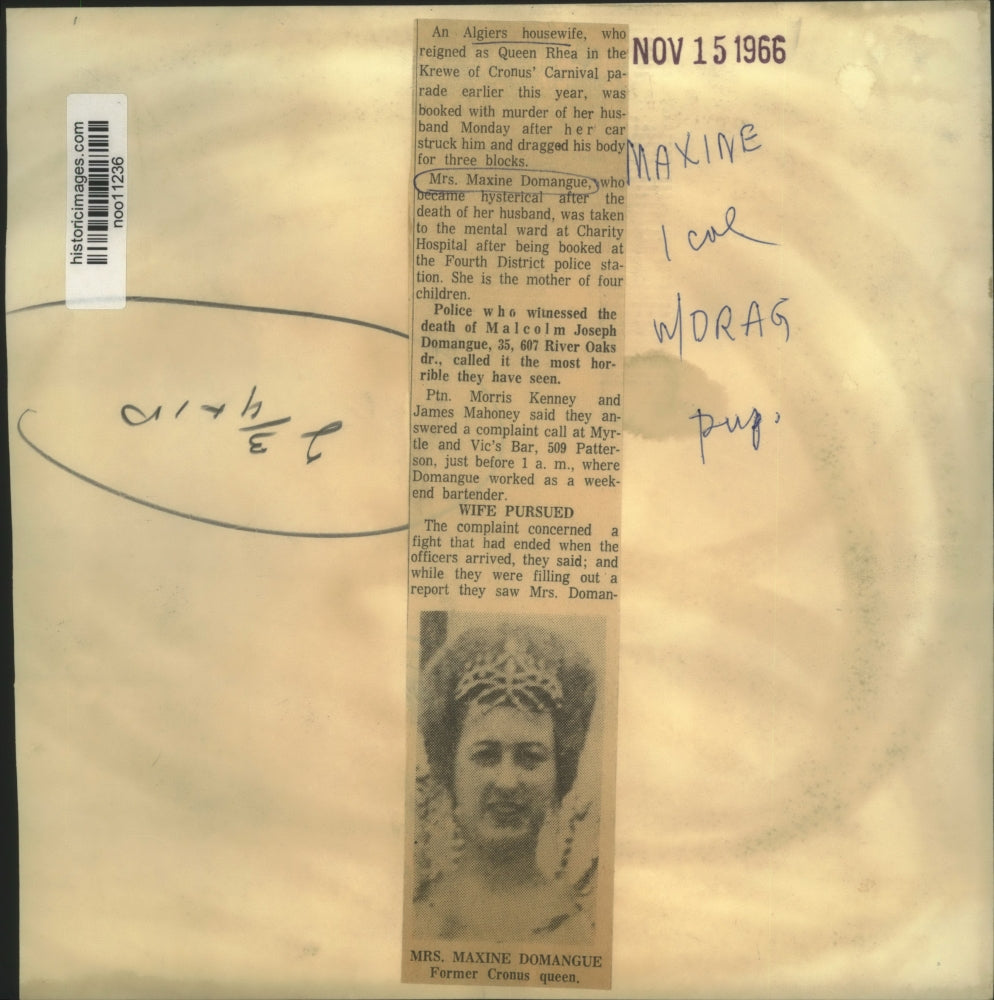 An Algiers housewife, who
reigned as Queen Rhea in the
Krewe of Cronus' Carnival pa-
rade earlier this year, was
booked with murder of her hus-
band Monday after her car
struck him and dragged his body
for three blocks.
Mrs. Maxine Domangue, who
became hysterical after the
death of her husband, was taken
to the mental ward at Charity
Hospital after being booked at
the Fourth District police sta-
tion. She is the mother of four
children.
Police who witnessed the
death of Malcolm Joseph
Domangue, 35, 607 River Oaks
dr., called it the most hor-
rible they have seen.
Ptn. Morris Kenney and
James Mahoney said they an-
swered a complaint call at Myr-
tle and Vic's Bar, 509 Patter-
son, just before 1 a. m., where
Domangue worked as a week-
end bartender.
WIFE PURSUED
The complaint concerned a
fight that had ended when the
officers arrived, they said; and
while they were filling out a
report they saw Mrs. Doman-
MRS. MAXINE DOMANGUE
Former Cronus queen.
NOV 15 1966
MAXINE
1 col
W/DRAG
historicimages.com
noo11236
2 3/4 x 10